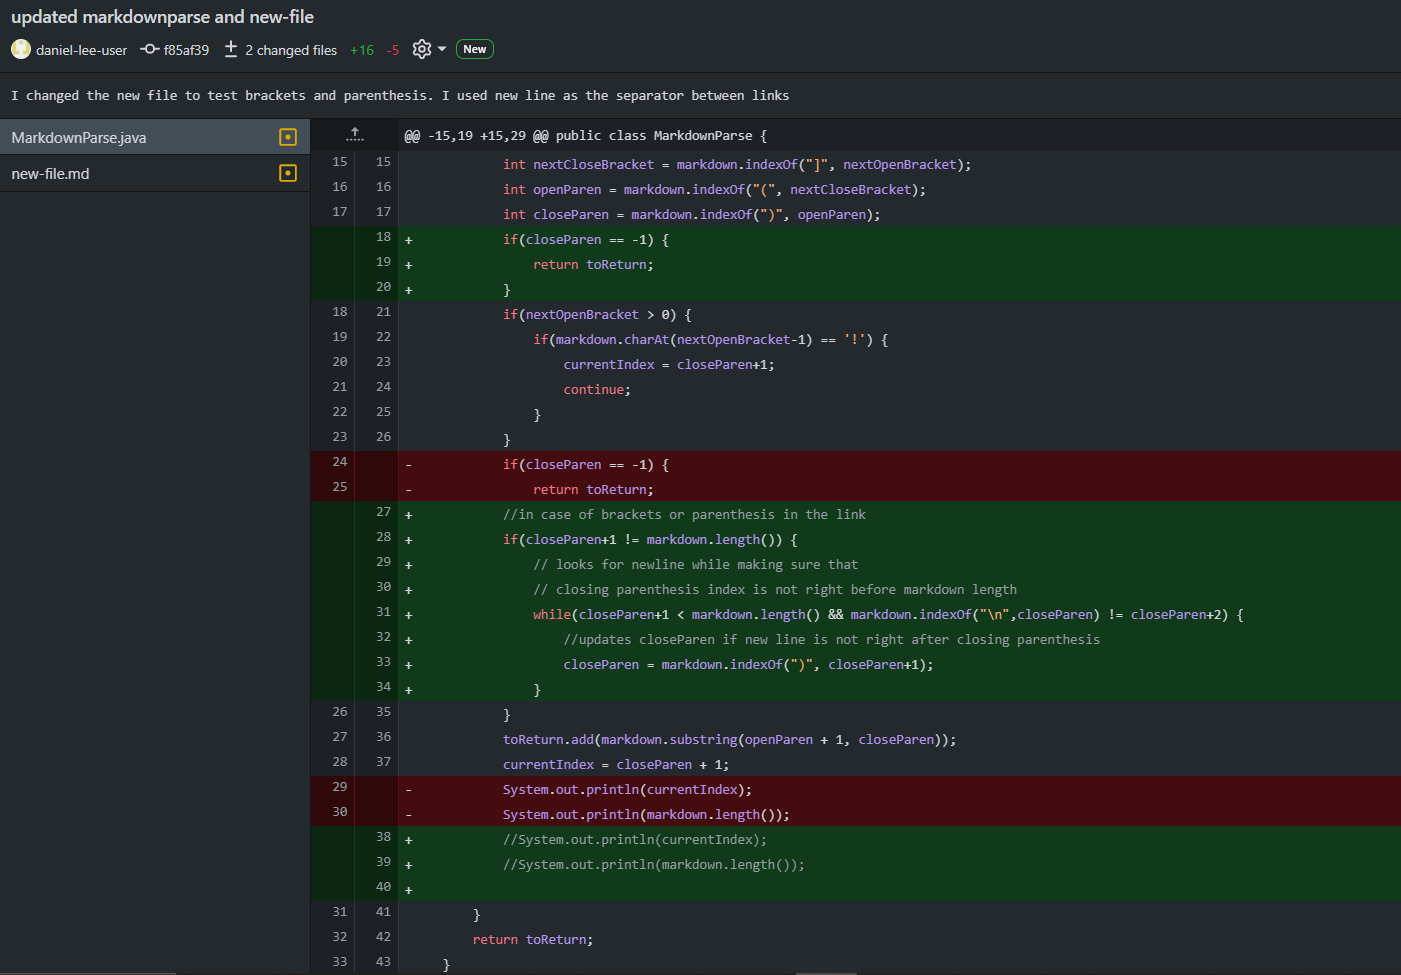 updated markdownparse and new-file
daniel-lee-user f85af39 2 changed files +16 -5 New
I changed the new file to test brackets and parenthesis. I used new line as the separator between links
MarkdownParse.java
new-file.md
@@ -15,19 +15,29 @@ public class MarkdownParse {
15 15 int nextCloseBracket = markdown.indexOf("]", nextOpenBracket);
16 16 int openParen = markdown.indexOf("(", nextCloseBracket);
17 17 int closeParen = markdown.indexOf(")", openParen);
18 + if(closeParen == -1) {
19 + return toReturn;
20 + }
18 21 if(nextOpenBracket > 0) {
19 22 if(markdown.charAt(nextOpenBracket-1) == '!') {
20 23 currentIndex = closeParen+1;
21 24 continue;
22 25 }
23 26 }
24 - if(closeParen == -1) {
25 - return toReturn;
27 + //in case of brackets or parenthesis in the link
28 + if(closeParen+1 != markdown.length()) {
29 + // looks for newline while making sure that
30 + // closing parenthesis index is not right before markdown length
31 + while(closeParen+1 < markdown.length() && markdown.indexOf("\n",closeParen) != closeParen+2) {
32 + //updates closeParen if new line is not right after closing parenthesis
33 + closeParen = markdown.indexOf(")", closeParen+1);
34 + }
26 35 }
27 36 toReturn.add(markdown.substring(openParen + 1, closeParen));
28 37 currentIndex = closeParen + 1;
29 - System.out.println(currentIndex);
30 - System.out.println(markdown.length());
38 + //System.out.println(currentIndex);
39 + //System.out.println(markdown.length());
40 +
31 41 }
32 42 return toReturn;
33 43 }